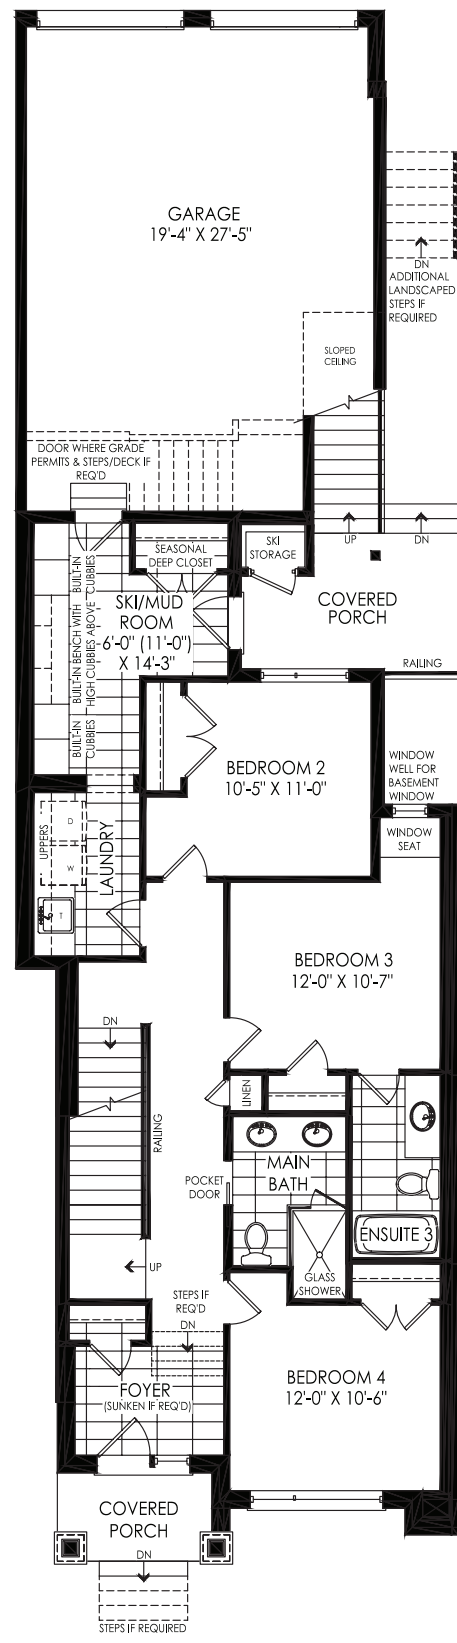 GARAGE
19'-4" X 27'-5"
DN
ADDITIONAL
LANDSCAPED
STEPS IF
REQUIRED
SLOPED
CEILING
DOOR WHERE GRADE
PERMITS & STEPS/DECK IF
REQ'D
UP
DN
SEASONAL
DEEP CLOSET
SKI
STORAGE
BUILT-IN
CUBBIES
BUILT-IN BENCH WITH
HIGH CUBBIES ABOVE
BUILT-IN
CUBBIES
SKI/MUD
ROOM
6'-0" (11'-0")
X 14'-3"
COVERED
PORCH
RAILING
BEDROOM 2
10'-5" X 11'-0"
WINDOW
WELL FOR
BASEMENT
WINDOW
WINDOW
SEAT
UPPERS
D
W
T
LAUNDRY
BEDROOM 3
12'-0" X 10'-7"
DN
RAILING
LINEN
MAIN
BATH
POCKET
DOOR
ENSUITE 3
GLASS
SHOWER
UP
STEPS IF
REQ'D
DN
FOYER
(SUNKEN IF REQ'D)
BEDROOM 4
12'-0" X 10'-6"
COVERED
PORCH
DN
STEPS IF REQUIRED